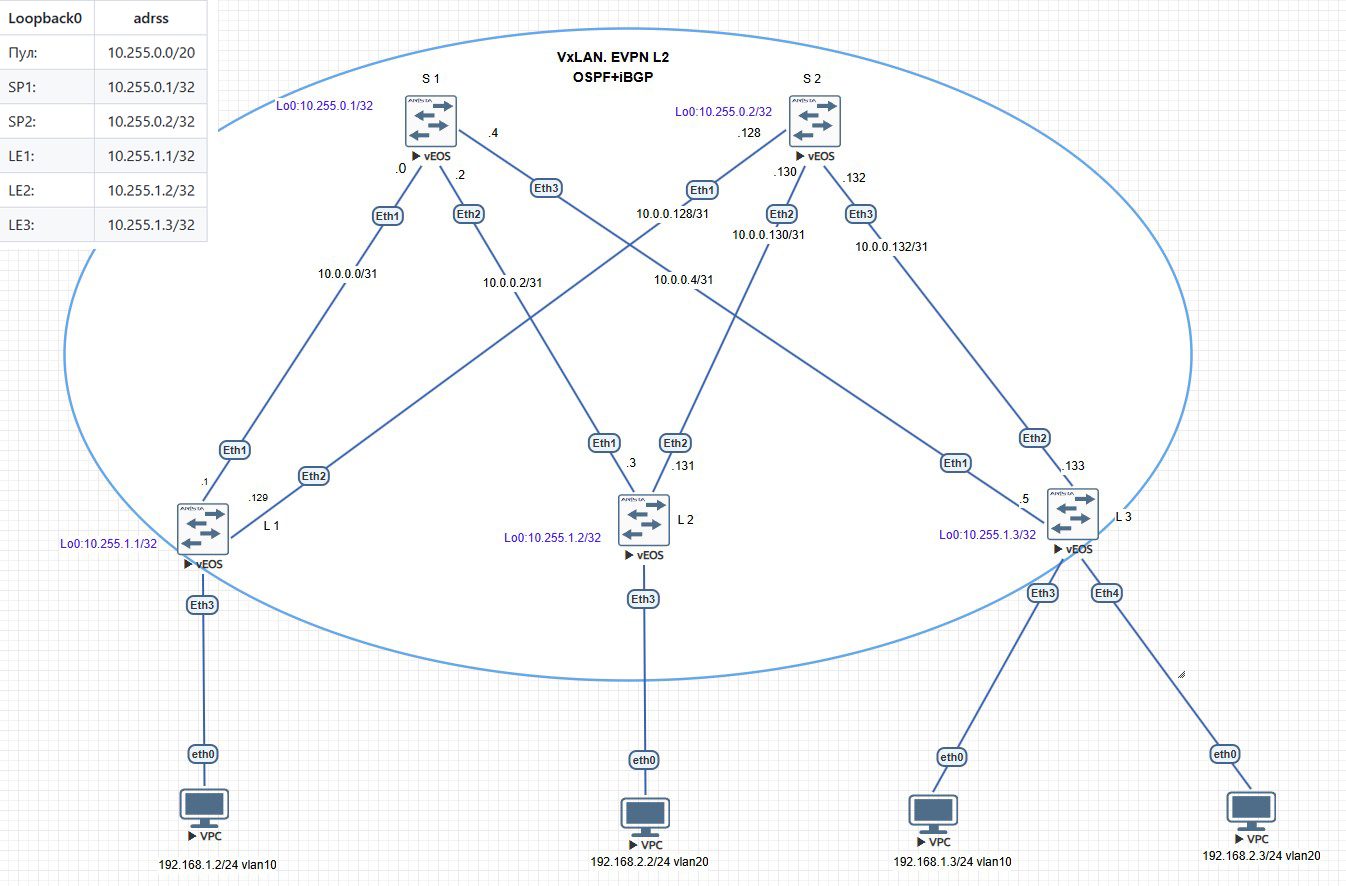 Loopback0 adrss
Пул: 10.255.0.0/20
SP1: 10.255.0.1/32
SP2: 10.255.0.2/32
LE1: 10.255.1.1/32
LE2: 10.255.1.2/32
LE3: 10.255.1.3/32
VxLAN. EVPN L2
OSPF+iBGP
S 1
Lo0:10.255.0.1/32
ARISTA
vEOS
S 2
Lo0:10.255.0.2/32
ARISTA
vEOS
.4
.128
.0
.2
.130
.132
Eth3
Eth1
Eth1
Eth2
Eth2
Eth3
10.0.0.128/31
10.0.0.130/31
10.0.0.132/31
10.0.0.0/31
10.0.0.2/31
10.0.0.4/31
Eth1
Eth2
Eth1
Eth2
Eth1
Eth2
.1
.129
.3
.131
.5
.133
ARISTA
L 1
Lo0:10.255.1.1/32
vEOS
ARISTA
L 2
Lo0:10.255.1.2/32
vEOS
ARISTA
L 3
Lo0:10.255.1.3/32
vEOS
Eth3
Eth3
Eth3
Eth4
eth0
eth0
eth0
eth0
VPC
VPC
VPC
VPC
192.168.1.2/24 vlan10
192.168.2.2/24 vlan20
192.168.1.3/24 vlan10
192.168.2.3/24 vlan20